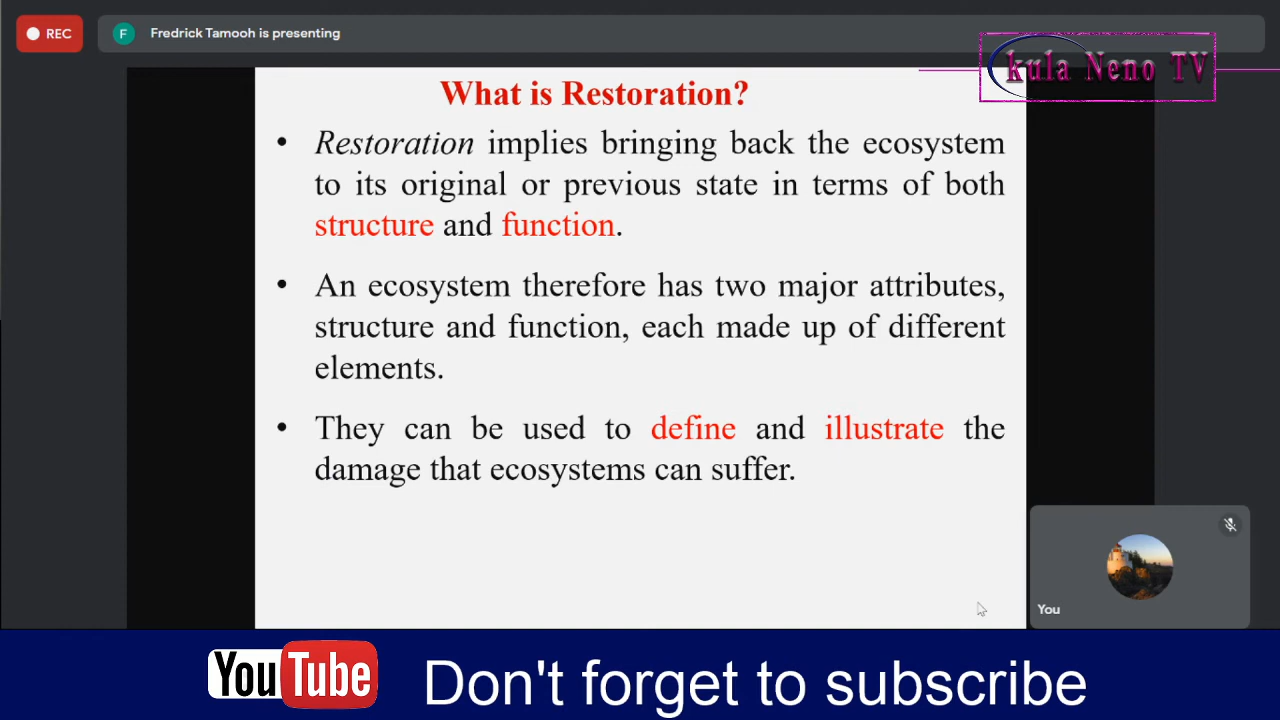 REC
F
Fredrick Tamooh is presenting
kula Neno TV
What is Restoration?
• Restoration implies bringing back the ecosystem
to its original or previous state in terms of both
structure and function.
• An ecosystem therefore has two major attributes,
structure and function, each made up of different
elements.
• They can be used to define and illustrate the
damage that ecosystems can suffer.
You
YouTube Don't forget to subscribe